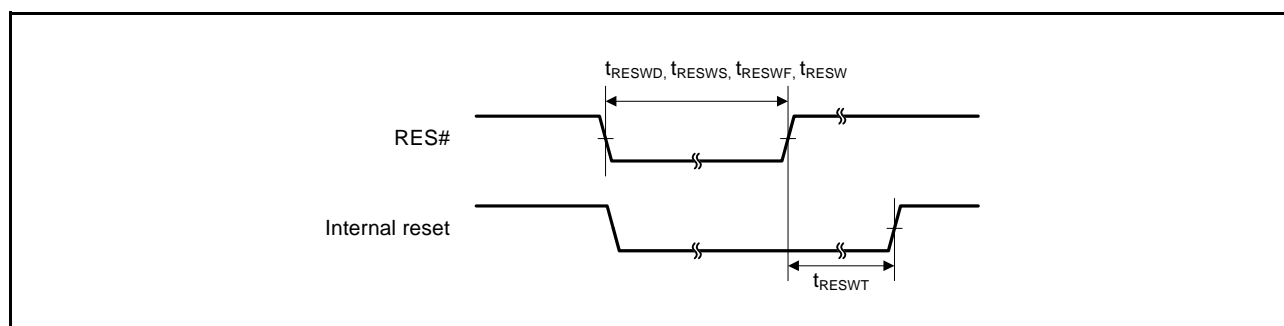 tRESWD, tRESWS, tRESWF, tRESW
RES#
Internal reset
tRESWT